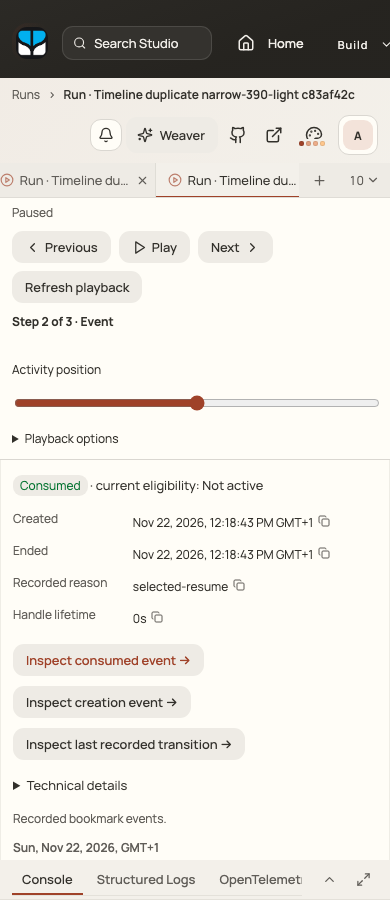 Search Studio
Home
Build
Runs > Run · Timeline duplicate narrow-390-light c83af42c
Weaver
A
Run · Timeline du...
Run · Timeline du...
10
Paused
Previous
Play
Next
Refresh playback
Step 2 of 3 · Event
Activity position
Playback options
Consumed · current eligibility: Not active
Created Nov 22, 2026, 12:18:43 PM GMT+1
Ended Nov 22, 2026, 12:18:43 PM GMT+1
Recorded reason selected-resume
Handle lifetime 0s
Inspect consumed event →
Inspect creation event →
Inspect last recorded transition →
Technical details
Recorded bookmark events.
Sun, Nov 22, 2026, GMT+1
Console Structured Logs OpenTelemet